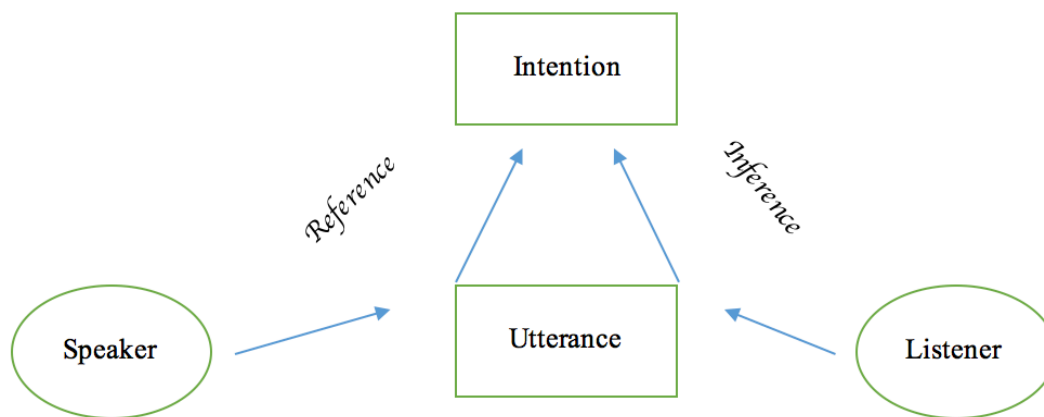 Intention
Reference
Inference
Speaker
Utterance
Listener